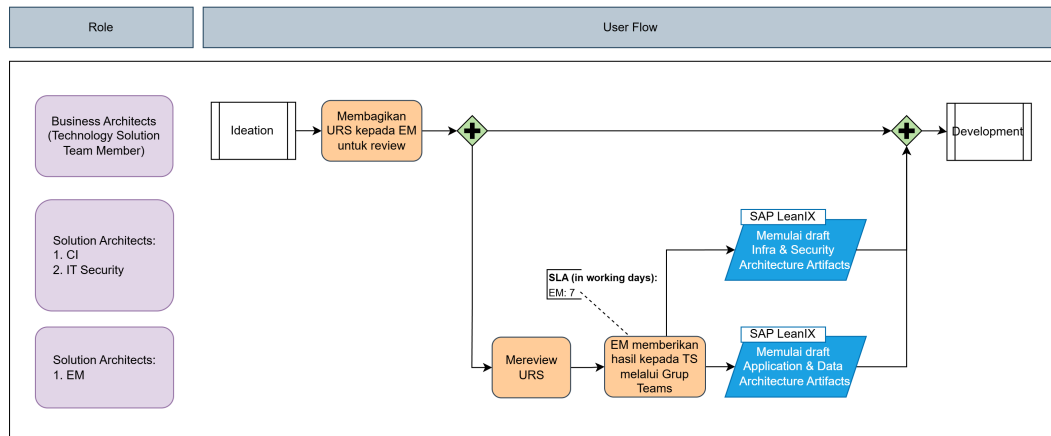 Role
User Flow
Business Architects
(Technology Solution
Team Member)
Ideation
Membagikan
URS kepada EM
untuk review
Development
Solution Architects:
1. CI
2. IT Security
SAP LeanIX
Memulai draft
Infra & Security
Architecture Artifacts
SLA (in working days):
EM: 7
Solution Architects:
1. EM
Mereview
URS
EM memberikan
hasil kepada TS
melalui Grup
Teams
SAP LeanIX
Memulai draft
Application & Data
Architecture Artifacts